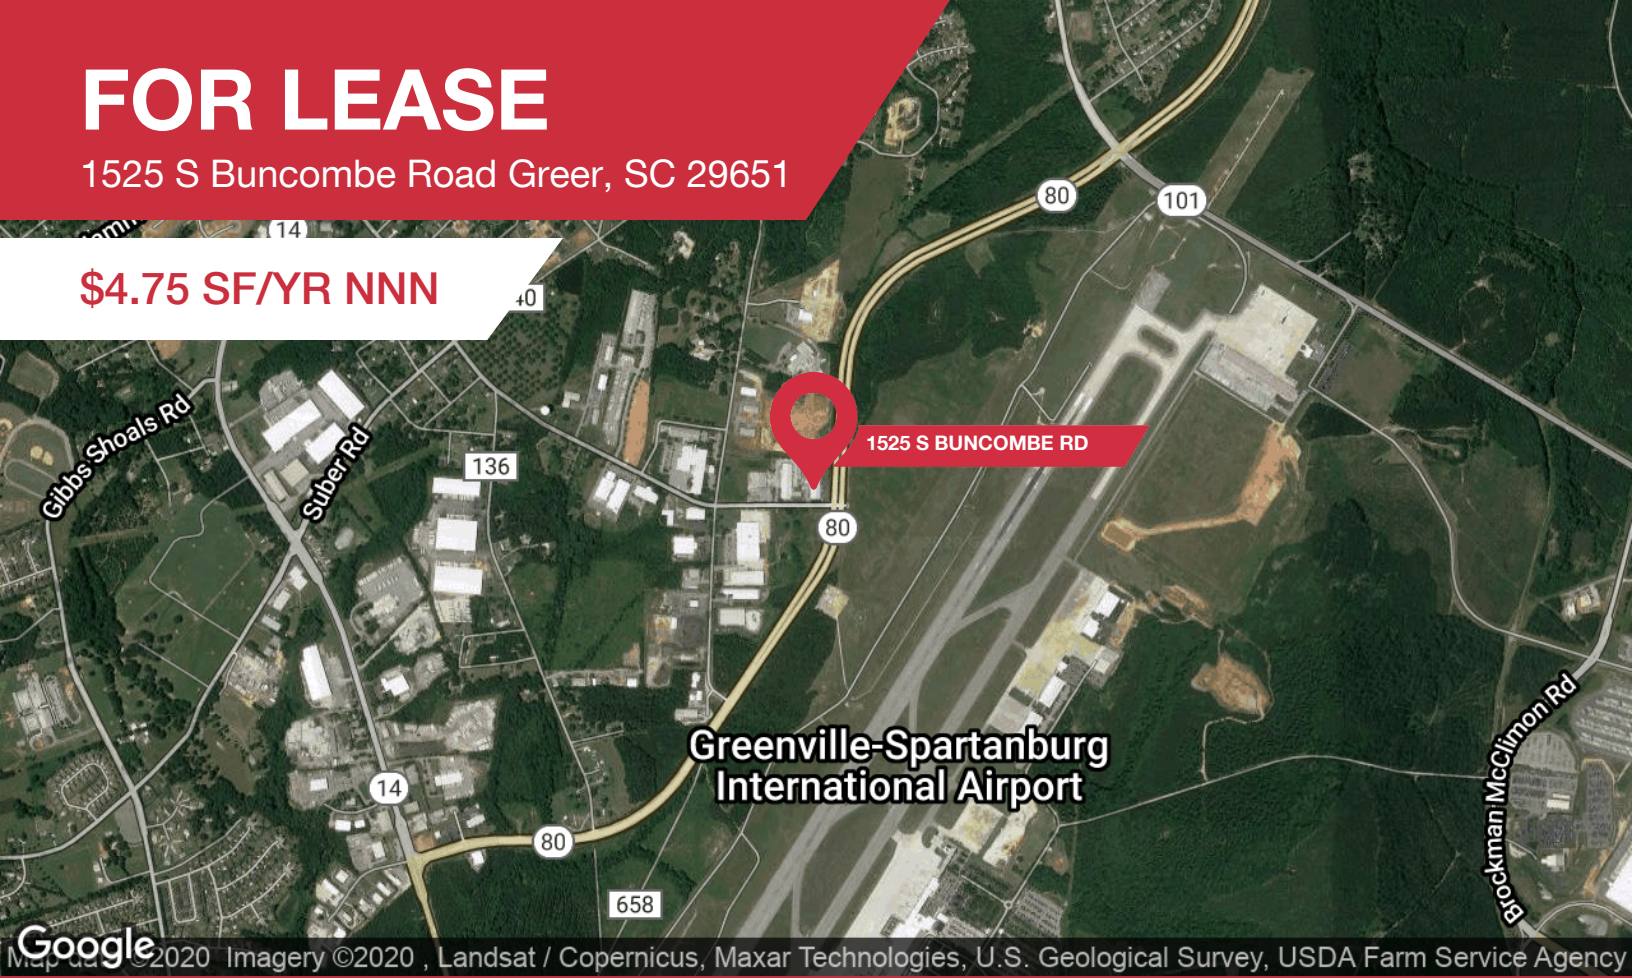 FOR LEASE
1525 S Buncombe Road Greer, SC 29651
14
$4.75 SF/YR NNN
80
101
Gibbs Shoals Rd
Suber Rd
136
1525 S BUNCOMBE RD
80
Greenville-Spartanburg
International Airport
14
80
658
Brockman McClimon Rd
Google
Map data ©2020 Imagery ©2020 , Landsat / Copernicus, Maxar Technologies, U.S. Geological Survey, USDA Farm Service Agency